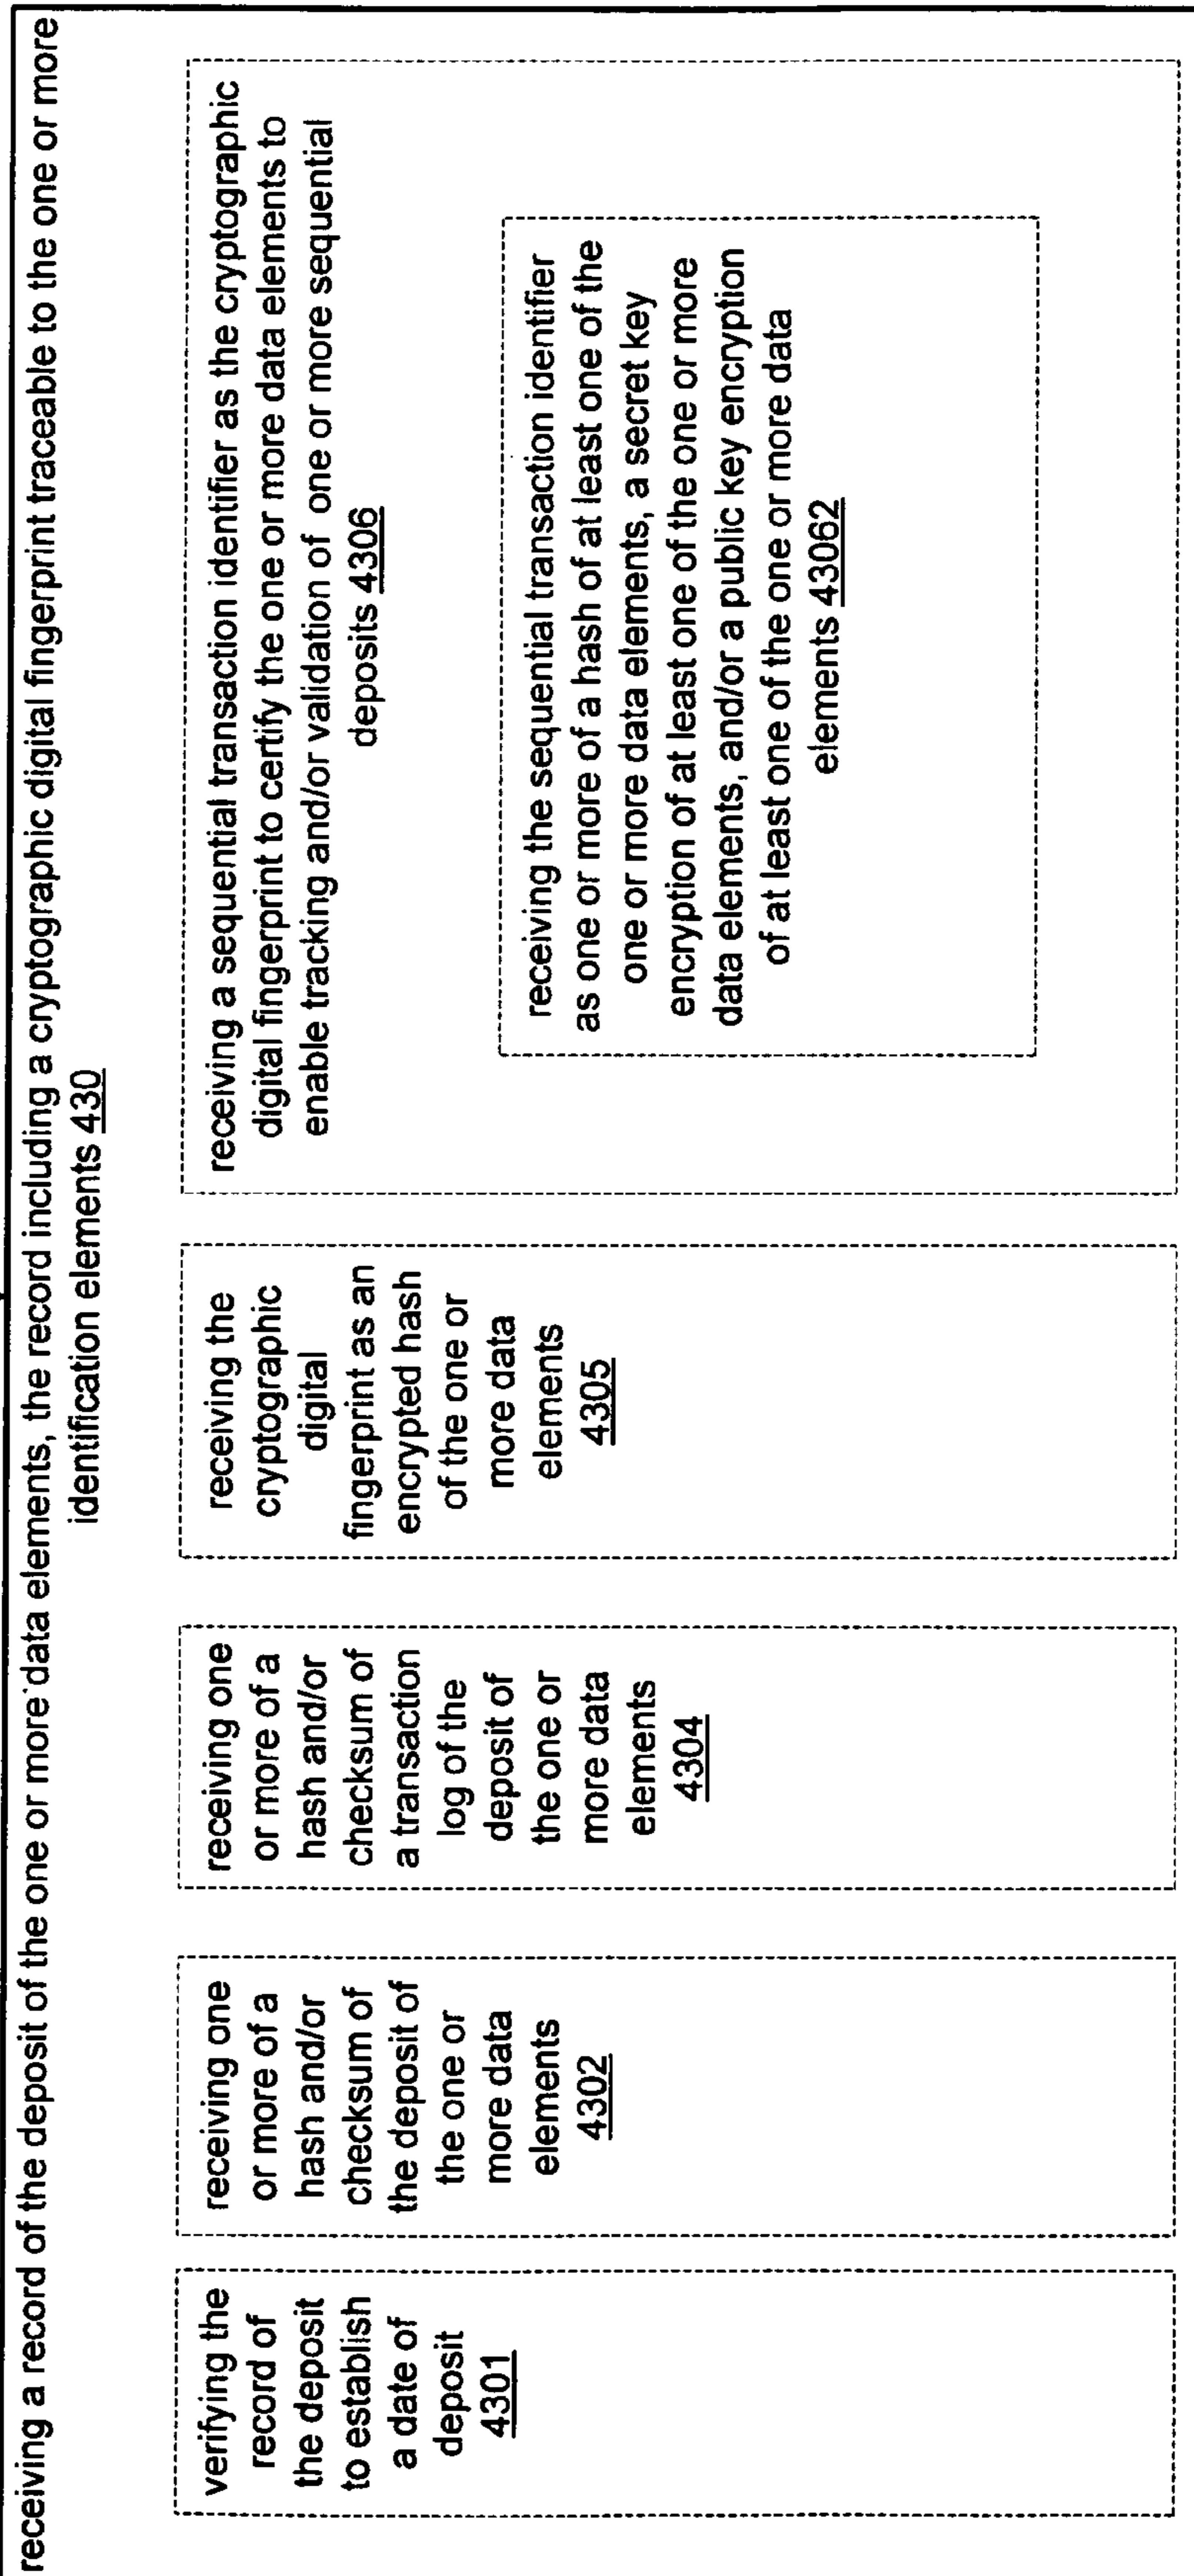 receiving a record of the deposit of the one or more data elements, the record including a cryptographic digital fingerprint traceable to the one or more
identification elements 430
verifying the
record of
the deposit
to establish
a date of
deposit
4301
receiving one
or more of a
hash and/or
checksum of
the deposit of
the one or
more data
elements
4302
receiving one
or more of a
hash and/or
checksum of
a transaction
log of the
deposit of
the one or
more data
elements
4304
receiving the
cryptographic
digital
fingerprint as an
encrypted hash
of the one or
more data
elements
4305
receiving a sequential transaction identifier as the cryptographic
digital fingerprint to certify the one or more data elements to
enable tracking and/or validation of one or more sequential
deposits 4306
receiving the sequential transaction identifier
as one or more of a hash of at least one of the
one or more data elements, a secret key
encryption of at least one of the one or more
data elements, and/or a public key encryption
of at least one of the one or more data
elements 43062